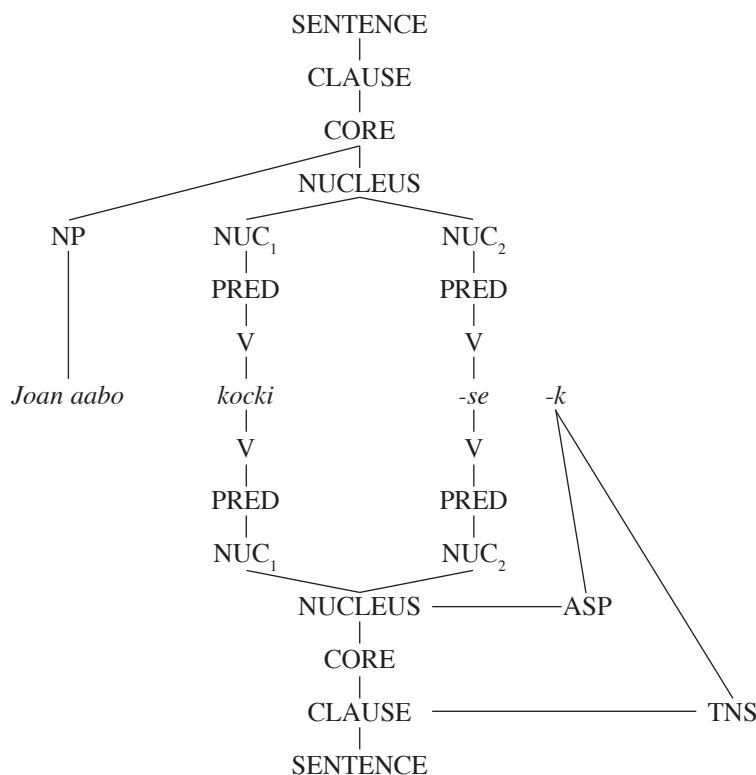 SENTENCE
CLAUSE
CORE
NUCLEUS
NP NUC₁ NUC₂
PRED PRED
V V
Joan aabo kocki -se -k
V V
PRED PRED
NUC₁ NUC₂
NUCLEUS ASP
CORE
CLAUSE TNS
SENTENCE